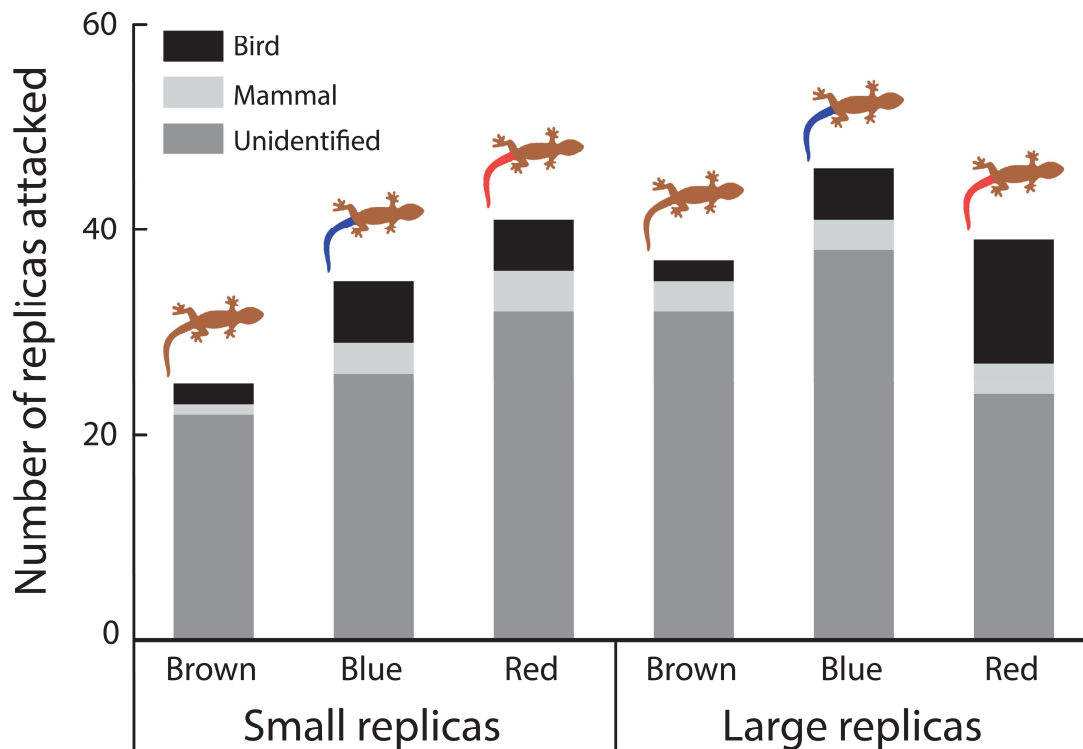 Number of replicas attacked
60
40
20
0
Bird
Mammal
Unidentified
Brown Blue Red Brown Blue Red
Small replicas Large replicas